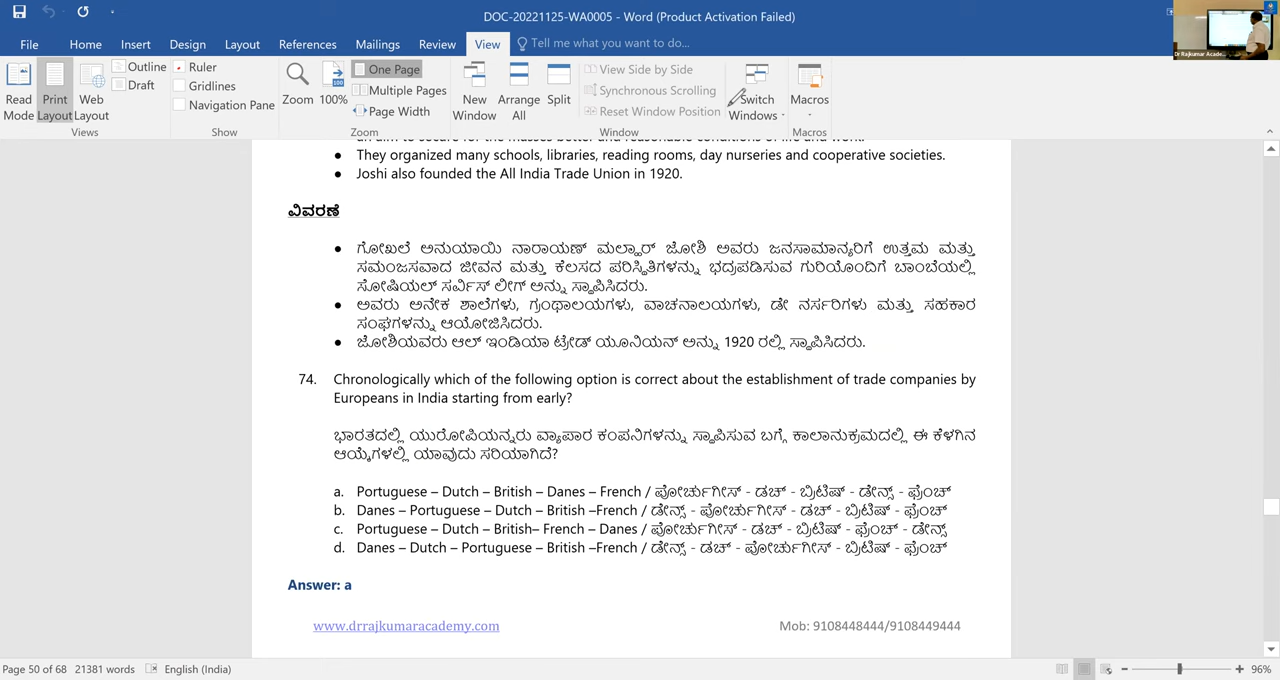 DOC-20221125-WA0005 - Word (Product Activation Failed)
File Home Insert Design Layout References Mailings Review View Tell me what you want to do...
Read Mode
Print Layout
Web Layout
Outline
Draft
Views
Ruler
Gridlines
Navigation Pane
Show
Zoom
100%
One Page
Multiple Pages
Page Width
Zoom
New Window
Arrange All
Split
View Side by Side
Synchronous Scrolling
Reset Window Position
Window
Switch Windows
Macros
Macros
Dr Rajkumar Acade...
They organized many schools, libraries, reading rooms, day nurseries and cooperative societies.
Joshi also founded the All India Trade Union in 1920.
ವಿವರಣೆ
ಗೋಖಲೆ ಅನುಯಾಯಿ ನಾರಾಯಣ್ ಮಲ್ಹಾರ್ ಜೋಶಿ ಅವರು ಜನಸಾಮಾನ್ಯರಿಗೆ ಉತ್ತಮ ಮತ್ತು
ಸಮಂಜಸವಾದ ಜೀವನ ಮತ್ತು ಕೆಲಸದ ಪರಿಸ್ಥಿತಿಗಳನ್ನು ಭದ್ರಪಡಿಸುವ ಗುರಿಯೊಂದಿಗೆ ಬಾಂಬೆಯಲ್ಲಿ
ಸೋಷಿಯಲ್ ಸರ್ವಿಸ್ ಲೀಗ್ ಅನ್ನು ಸ್ಥಾಪಿಸಿದರು.
ಅವರು ಅನೇಕ ಶಾಲೆಗಳು, ಗ್ರಂಥಾಲಯಗಳು, ವಾಚನಾಲಯಗಳು, ಡೇ ನರ್ಸರಿಗಳು ಮತ್ತು ಸಹಕಾರ
ಸಂಘಗಳನ್ನು ಆಯೋಜಿಸಿದರು.
ಜೋಶಿಯವರು ಆಲ್ ಇಂಡಿಯಾ ಟ್ರೇಡ್ ಯೂನಿಯನ್ ಅನ್ನು 1920 ರಲ್ಲಿ ಸ್ಥಾಪಿಸಿದರು.
74. Chronologically which of the following option is correct about the establishment of trade companies by
Europeans in India starting from early?
ಭಾರತದಲ್ಲಿ ಯುರೋಪಿಯನ್ನರು ವ್ಯಾಪಾರ ಕಂಪನಿಗಳನ್ನು ಸ್ಥಾಪಿಸುವ ಬಗ್ಗೆ ಕಾಲಾನುಕ್ರಮದಲ್ಲಿ ಈ ಕೆಳಗಿನ
ಆಯ್ಕೆಗಳಲ್ಲಿ ಯಾವುದು ಸರಿಯಾಗಿದೆ?
a. Portuguese – Dutch – British – Danes – French / ಪೋರ್ಚುಗೀಸ್ - ಡಚ್ - ಬ್ರಿಟಿಷ್ - ಡೇನ್ಸ್ - ಫ್ರೆಂಚ್
b. Danes – Portuguese – Dutch – British –French / ಡೇನ್ಸ್ - ಪೋರ್ಚುಗೀಸ್ - ಡಚ್ - ಬ್ರಿಟಿಷ್ - ಫ್ರೆಂಚ್
c. Portuguese – Dutch – British– French – Danes / ಪೋರ್ಚುಗೀಸ್ - ಡಚ್ - ಬ್ರಿಟಿಷ್ - ಫ್ರೆಂಚ್ - ಡೇನ್ಸ್
d. Danes – Dutch – Portuguese – British –French / ಡೇನ್ಸ್ - ಡಚ್ - ಪೋರ್ಚುಗೀಸ್ - ಬ್ರಿಟಿಷ್ - ಫ್ರೆಂಚ್
Answer: a
www.drrajkumaracademy.com Mob: 9108448444/9108449444
Page 50 of 68 21381 words English (India) 96%